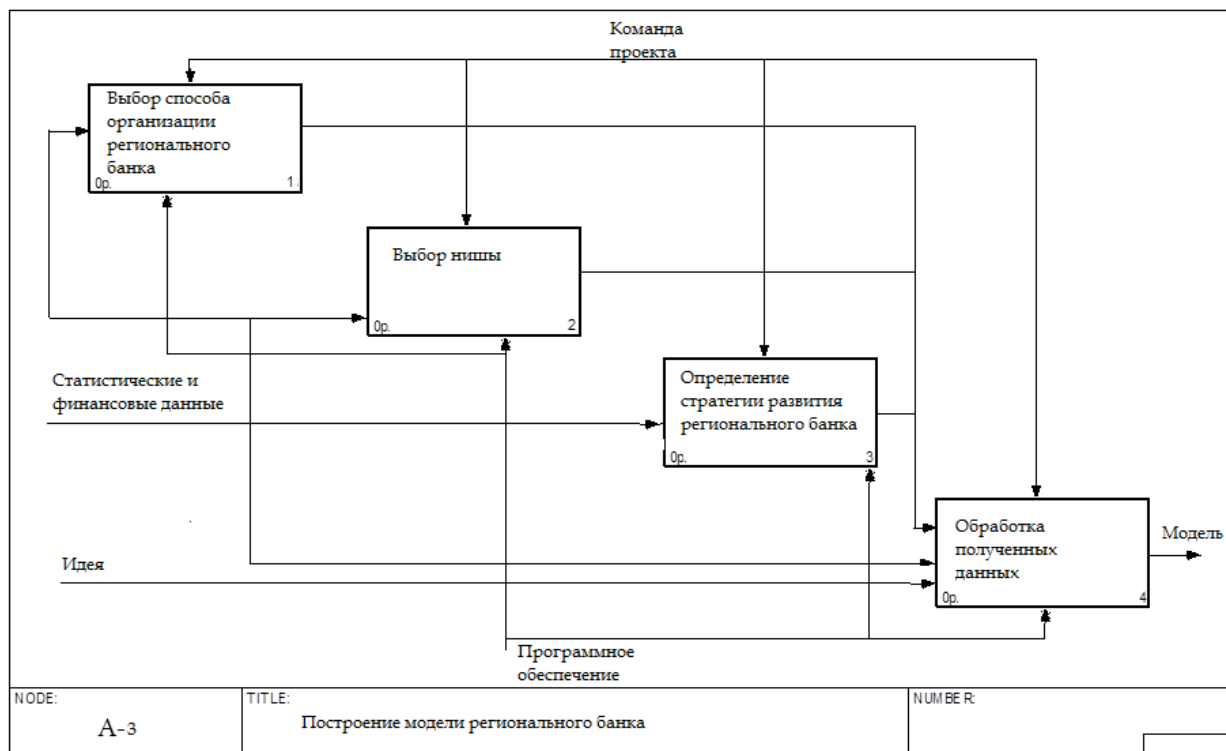 Команда
проекта
Выбор способа
организации
регионального
банка
0р.
1
Выбор нишы
0р.
2
Статистические и
финансовые данные
Определение
стратегии развития
регионального банка
0р.
3
Обработка
полученных
данных
0р.
4
Модель
Идея
Программное
обеспечение
NODE:
А-3
TITLE:
Построение модели регионального банка
NUMBER: